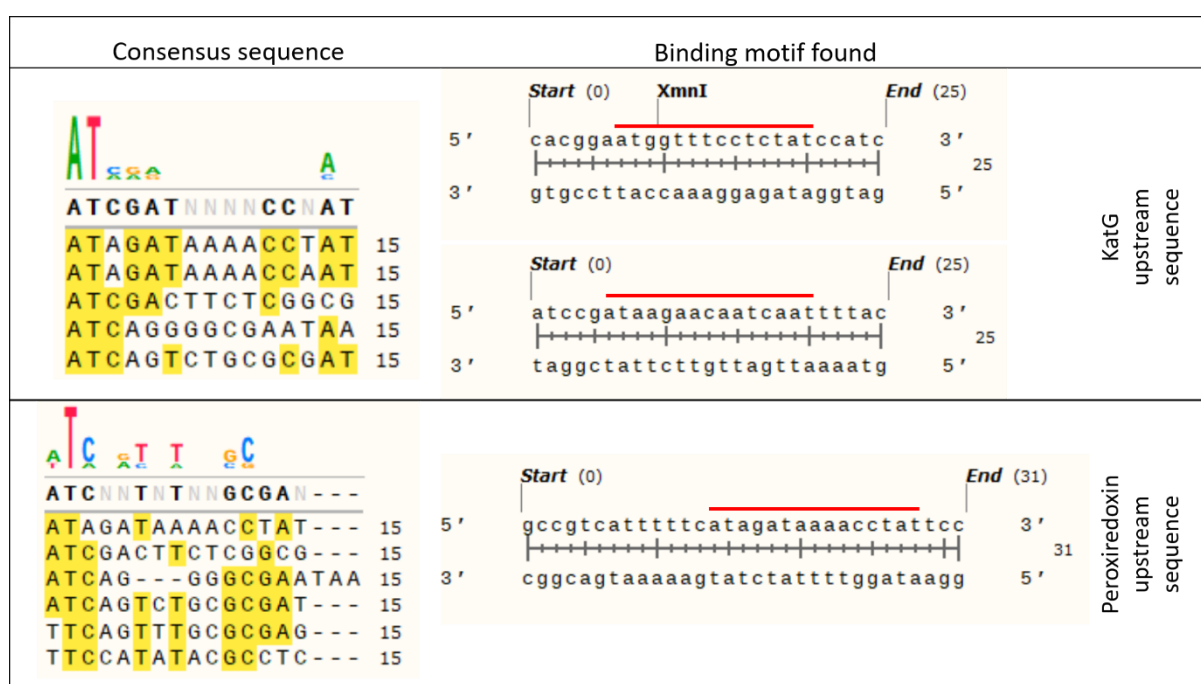 Consensus sequence
Binding motif found
ATCGATNNNNCCNAT
ATAGATAAAACCTAT 15
ATAGATAAAACCAAT 15
ATCGACTTCTCGGCG 15
ATCAGGGGCGAATAA 15
ATCAGTCTGCGCGAT 15
Start (0) XmnI End (25)
5' cacggaatggtttcctctatccatc 3'
25
3' gtgccttaccaaaggagataggtag 5'
Start (0) End (25)
5' atccgataagaacaatcaattttac 3'
25
3' taggctattcttgttagttaaaatg 5'
KatG
upstream
sequence
ATCNNTNTNNGCGAN---
ATAGATAAAACCTAT--- 15
ATCGACTTCTCGGCG--- 15
ATCAG---GGGCGAATAA 15
ATCAGTCTGCGCGAT--- 15
TTCAGTTTGCGCGAG--- 15
TTCCATATACGCCTC--- 15
Start (0) End (31)
5' gccgtcatttttcatagataaaacctattcc 3'
31
3' cggcagtaaaaagtatctattttggataagg 5'
Peroxiredoxin
upstream
sequence